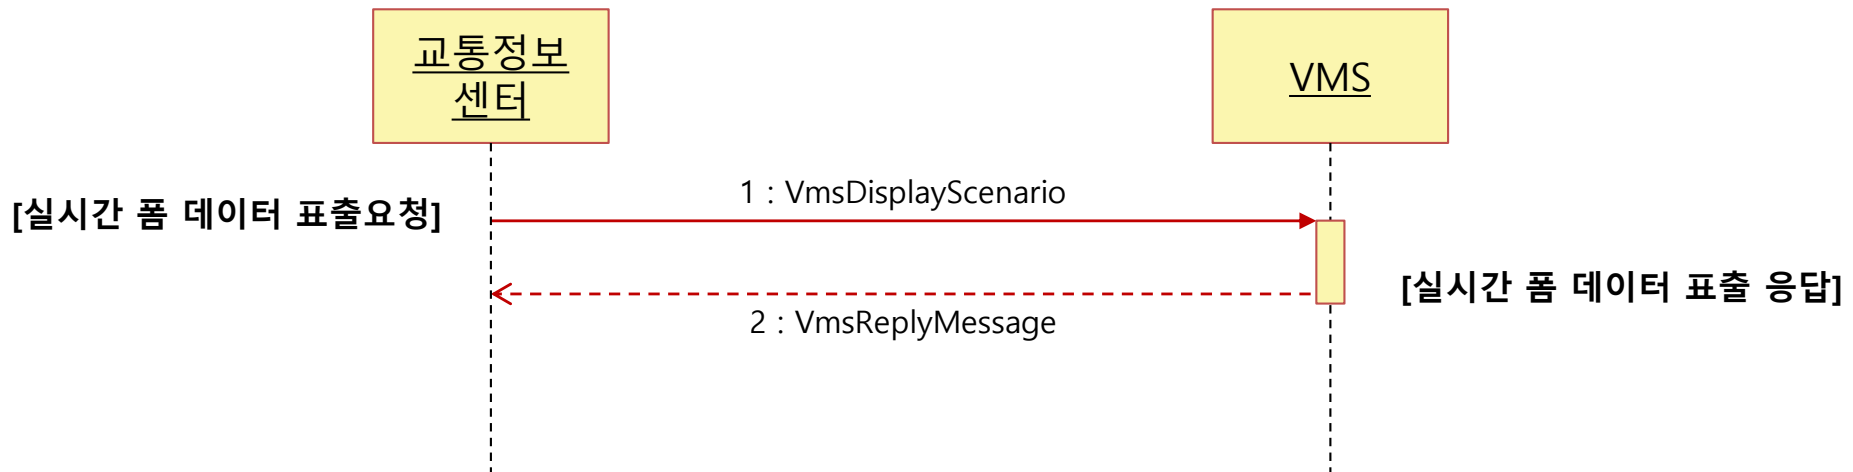 교통정보
센터
VMS
1 : VmsDisplayScenario
[실시간 폼 데이터 표출요청]
[실시간 폼 데이터 표출 응답]
2 : VmsReplyMessage